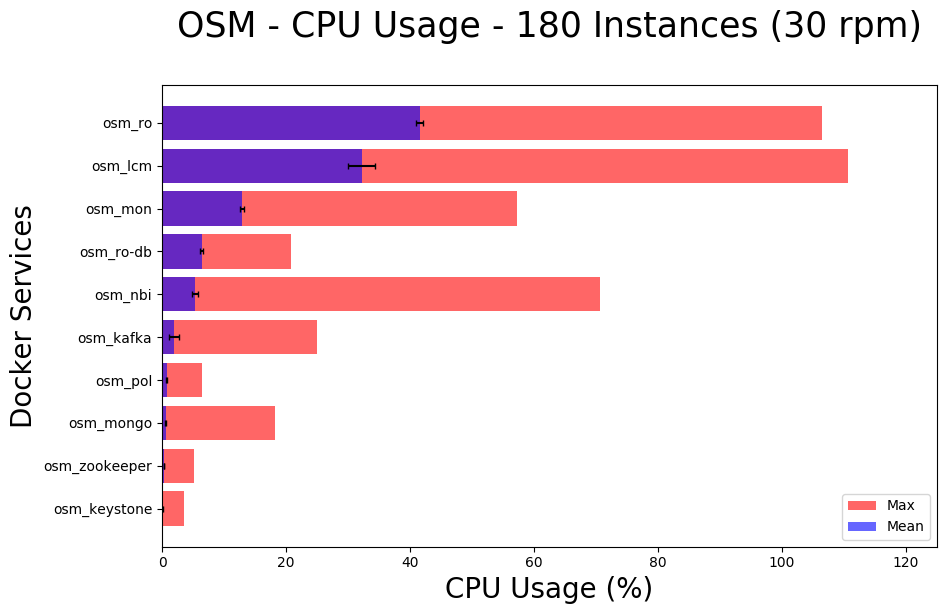 OSM - CPU Usage - 180 Instances (30 rpm)
Docker Services
osm_ro
osm_lcm
osm_mon
osm_ro-db
osm_nbi
osm_kafka
osm_pol
osm_mongo
osm_zookeeper
osm_keystone
Max
Mean
0 20 40 60 80 100 120
CPU Usage (%)